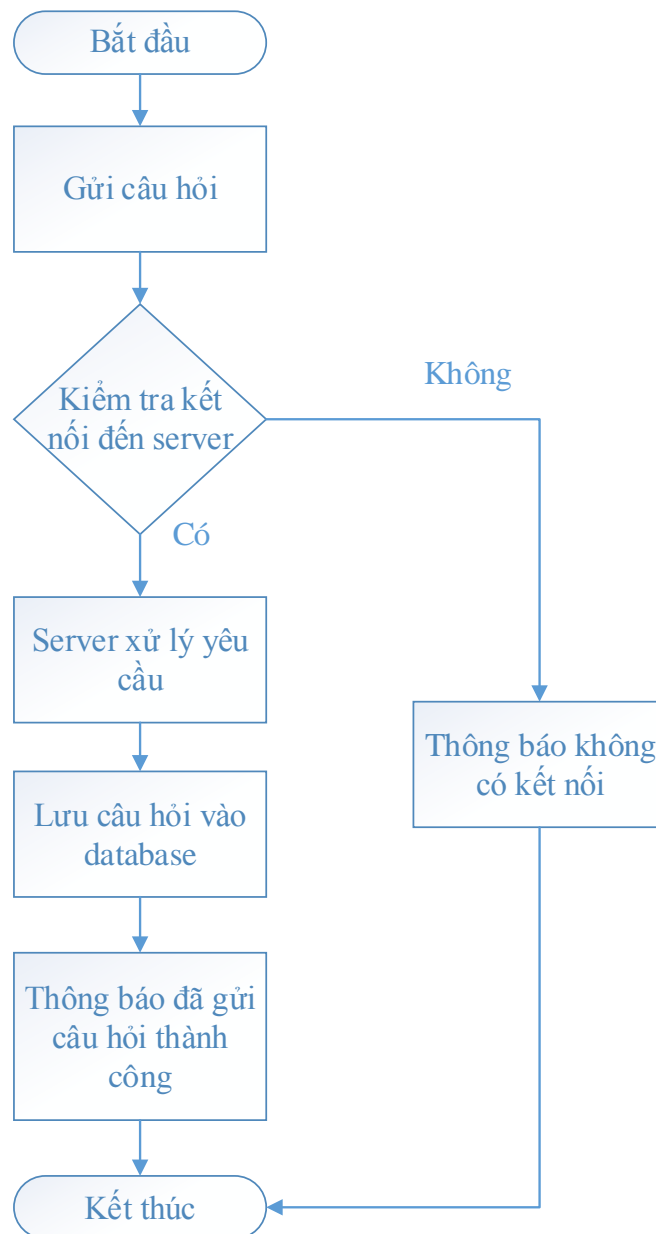 Bắt đầu
Gửi câu hỏi
Không
Kiểm tra kết
nối đến server
Có
Server xử lý yêu
cầu
Thông báo không
có kết nối
Lưu câu hỏi vào
database
Thông báo đã gửi
câu hỏi thành
công
Kết thúc